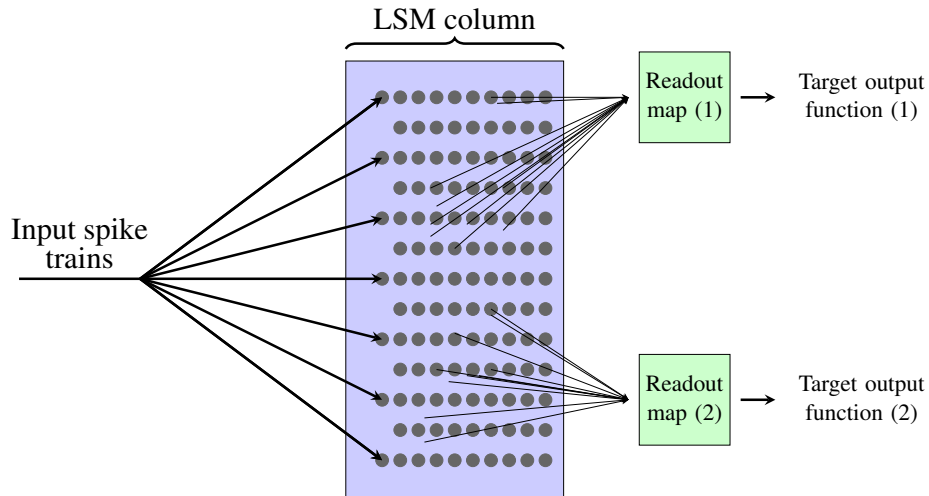 LSM column
Readout
map (1)
Target output
function (1)
Input spike
trains
Readout
map (2)
Target output
function (2)